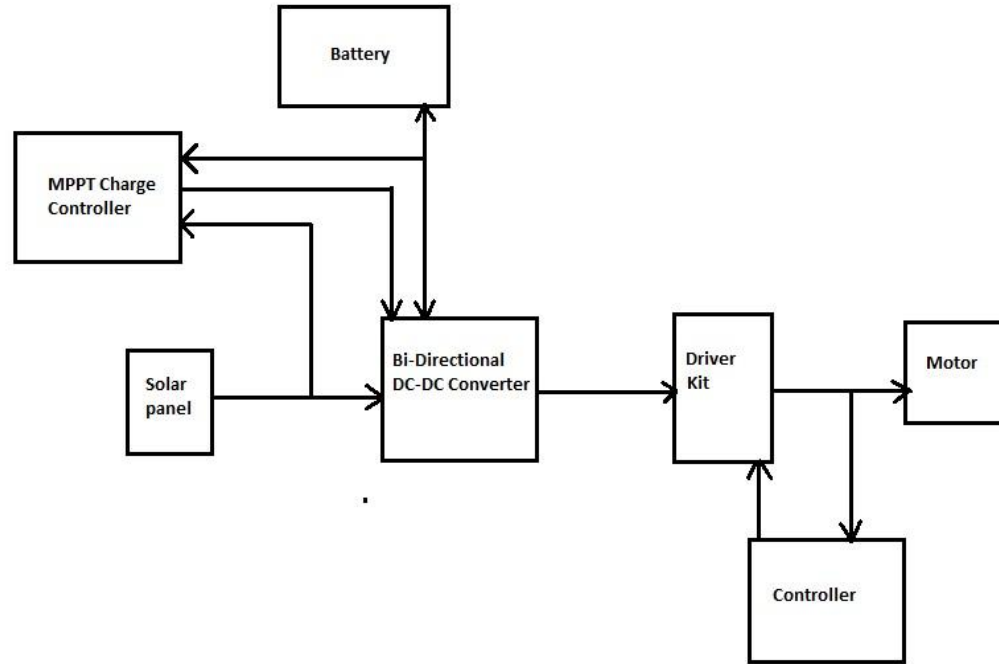 Battery
MPPT Charge
Controller
Solar
panel
Bi-Directional
DC-DC Converter
Driver
Kit
Motor
Controller